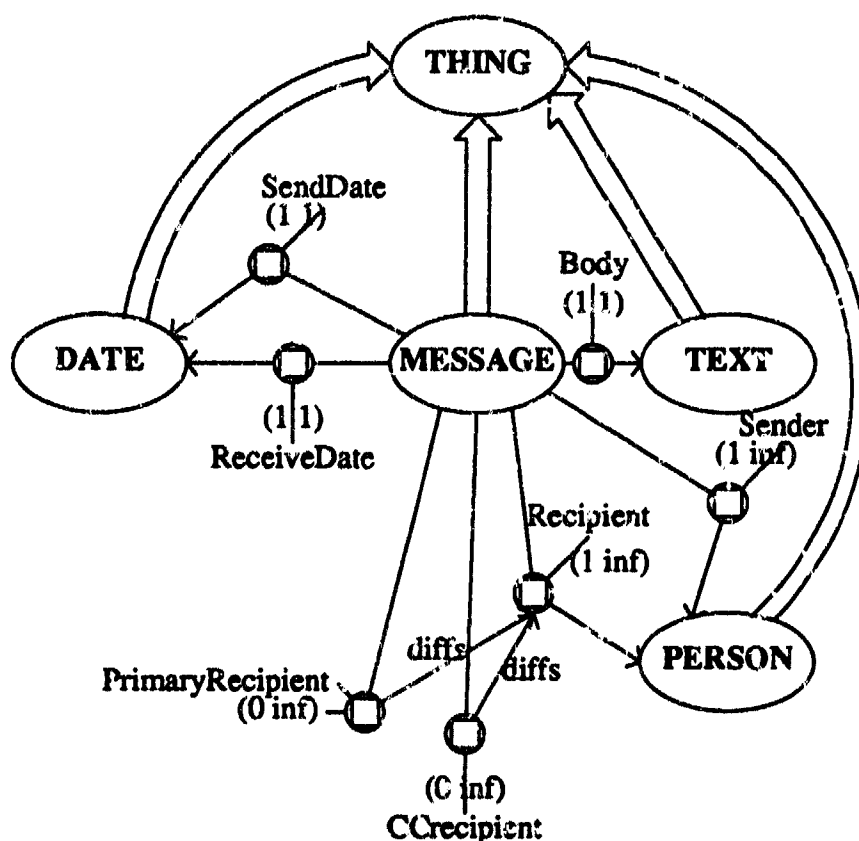 THING
SendDate
(1 1)
Body
(1 1)
DATE
MESSAGE
TEXT
(1 1)
ReceiveDate
Sender
(1 inf)
Recipient
(1 inf)
diffs
diffs
PERSON
PrimaryRecipient
(0 inf)
(0 inf)
CCrecipient